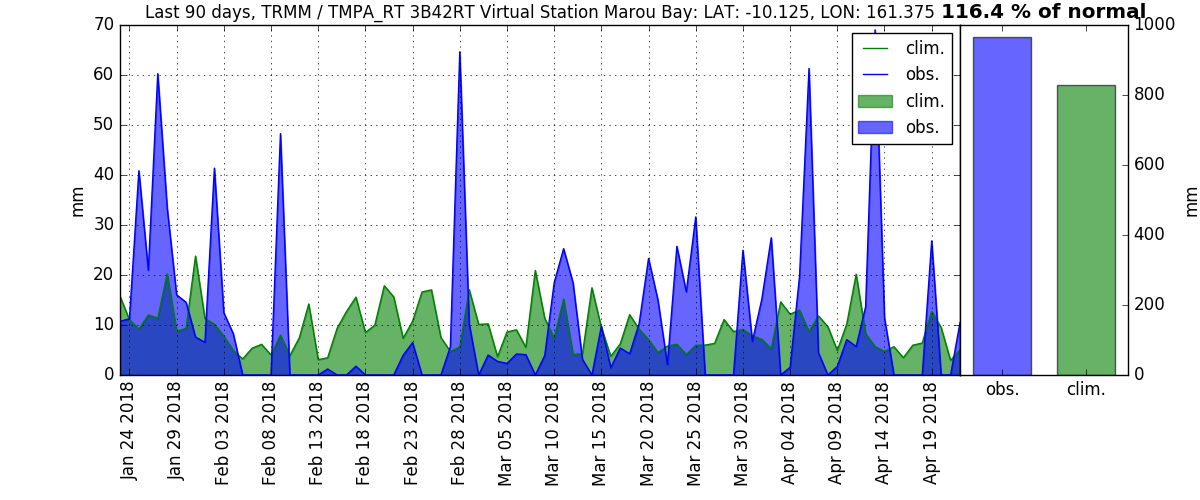 Last 90 days, TRMM / TMPA_RT 3B42RT Virtual Station Marou Bay: LAT: -10.125, LON: 161.375 116.4 % of normal
70
60
50
40
30
20
10
0
mm
clim.
obs.
clim.
obs.
Jan 24 2018
Jan 29 2018
Feb 03 2018
Feb 08 2018
Feb 13 2018
Feb 18 2018
Feb 23 2018
Feb 28 2018
Mar 05 2018
Mar 10 2018
Mar 15 2018
Mar 20 2018
Mar 25 2018
Mar 30 2018
Apr 04 2018
Apr 09 2018
Apr 14 2018
Apr 19 2018
1000
800
600
400
200
0
mm
obs.
clim.